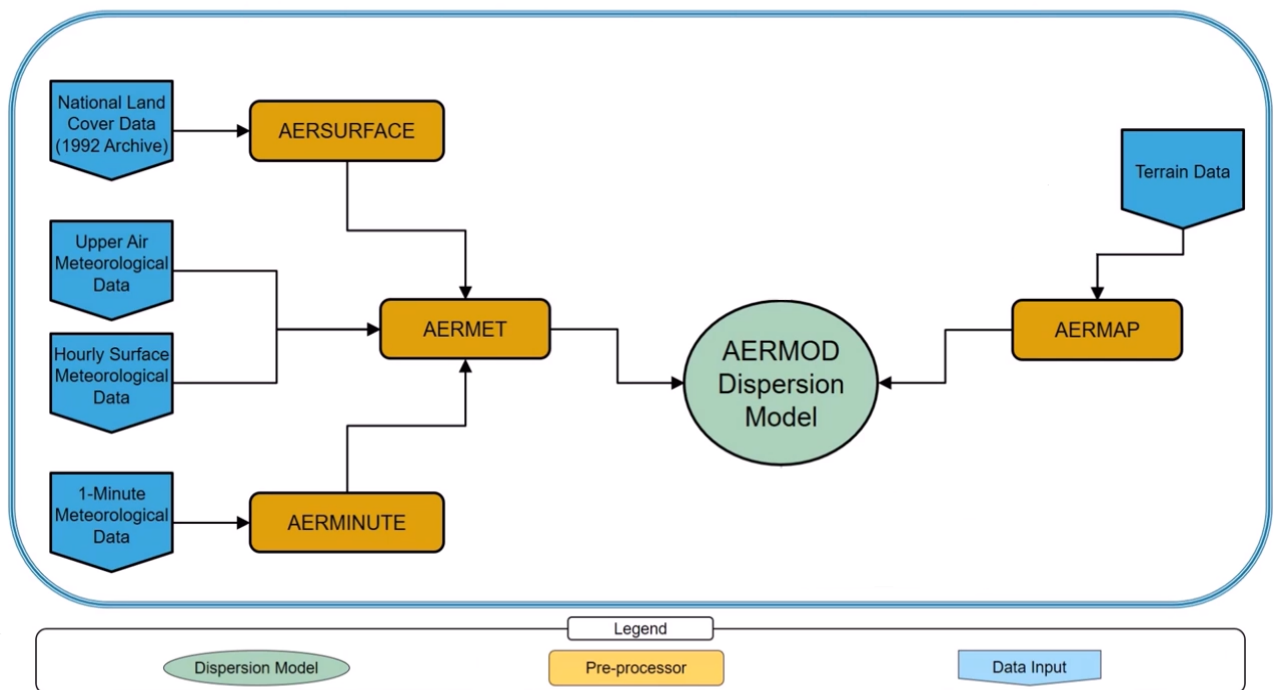 National Land
Cover Data
(1992 Archive)
AERSURFACE
Terrain Data
Upper Air
Meteorological
Data
AERMET
AERMAP
Hourly Surface
Meteorological
Data
AERMOD
Dispersion
Model
1-Minute
Meteorological
Data
AERMINUTE
Legend
Dispersion Model
Pre-processor
Data Input